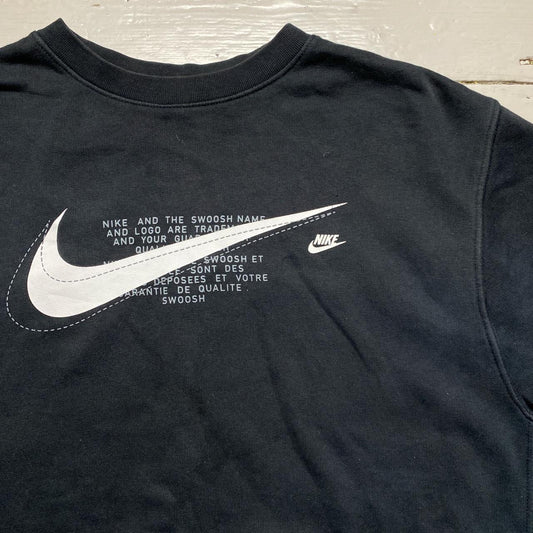 NIKE AND THE SWOOSH NAME
AND LOGO ARE
AND YOUR
SWOOSH ET
SONT DES
DEPOSEES ET VOTRE
DE QUALITE
SWOOSH
NIKE